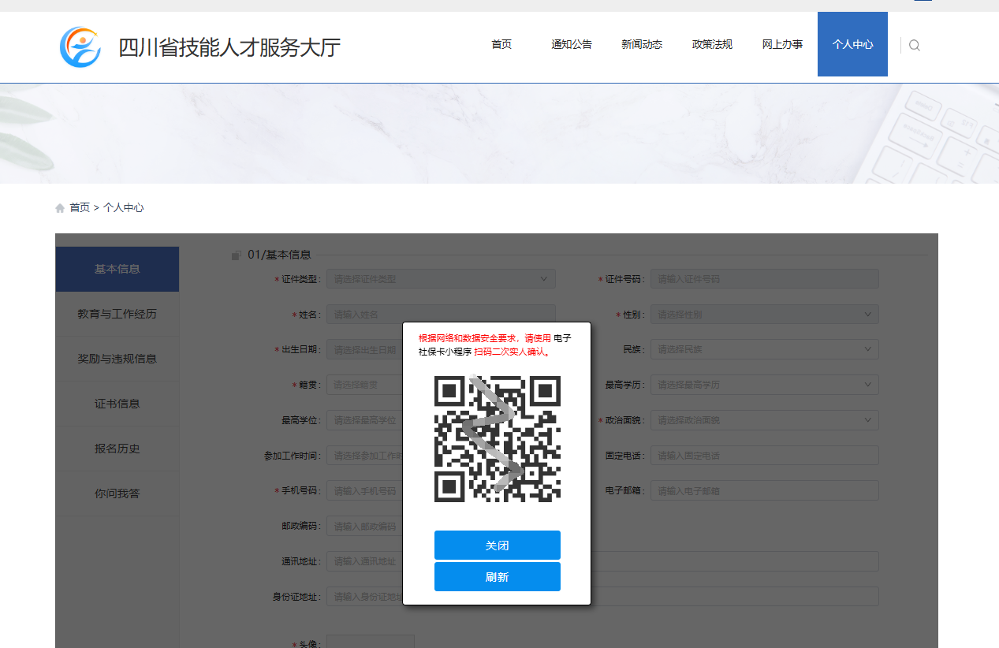 四川省技能人才服务大厅
首页 通知公告 新闻动态 政策法规 网上办事 个人中心
首页 > 个人中心
基本信息
教育与工作经历
奖励与违规信息
证书信息
报名历史
你问我答
01/基本信息
* 证件类型: 请选择证件类型 * 证件号码: 请输入证件号码
* 姓名: 请输入姓名 * 性别: 请选择性别
* 出生日期: 请选择出生日期 民族: 请选择民族
* 籍贯: 请选择籍贯 最高学历: 请选择最高学历
最高学位: 请选择最高学位 * 政治面貌: 请选择政治面貌
参加工作时间: 请选择参加工作时 固定电话: 请输入固定电话
* 手机号码: 请输入手机号码 电子邮箱: 请输入电子邮箱
邮政编码: 请输入邮政编码
通讯地址: 请输入通讯地址
身份证地址: 请输入身份证地址
* 头像:
根据网络和数据安全要求，请使用 电子
社保卡小程序 扫码二次实人确认。
关闭
刷新